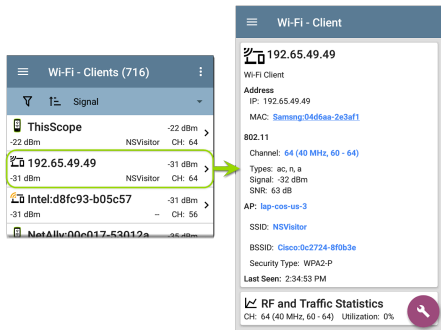 Wi-Fi - Clients (716)
Signal
ThisScope
-22 dBm
-22 dBm NSVisitor CH: 64
192.65.49.49
-31 dBm
-31 dBm NSVisitor CH: 64
Intel:d8fc93-b05c57
-31 dBm
-31 dBm -- CH: 56
NetAlly:00c017-53012a
-35 dBm
Wi-Fi - Client
192.65.49.49
Wi-Fi Client
Address
IP: 192.65.49.49
MAC: Samsng:04d6aa-2e3af1
802.11
Channel: 64 (40 MHz, 60 - 64)
Types: ac, n, a
Signal: -32 dBm
SNR: 63 dB
AP: lap-cos-us-3
SSID: NSVisitor
BSSID: Cisco:0c2724-8f0b3e
Security Type: WPA2-P
Last Seen: 2:34:53 PM
RF and Traffic Statistics
CH: 64 (40 MHz, 60 - 64) Utilization: 0%